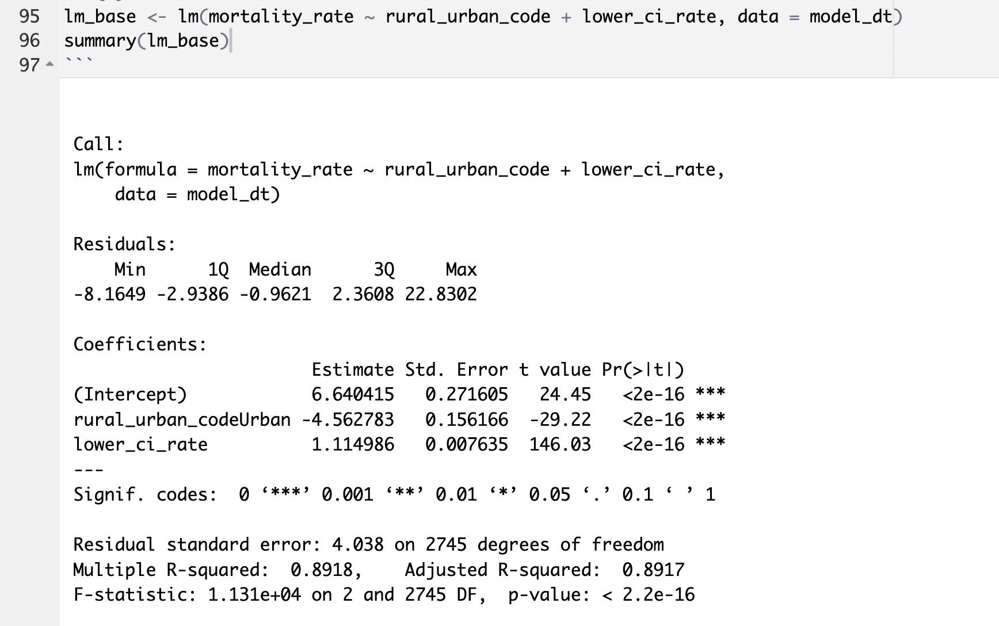 95 lm_base <- lm(mortality_rate ~ rural_urban_code + lower_ci_rate, data = model_dt)
96 summary(lm_base)
97 ```
Call:
lm(formula = mortality_rate ~ rural_urban_code + lower_ci_rate,
    data = model_dt)
Residuals:
    Min      1Q  Median      3Q     Max
-8.1649 -2.9386 -0.9621  2.3608 22.8302
Coefficients:
                       Estimate Std. Error t value Pr(>|t|)
(Intercept)            6.640415   0.271605   24.45   <2e-16 ***
rural_urban_codeUrban -4.562783   0.156166  -29.22   <2e-16 ***
lower_ci_rate          1.114986   0.007635  146.03   <2e-16 ***
---
Signif. codes:  0 ‘***’ 0.001 ‘**’ 0.01 ‘*’ 0.05 ‘.’ 0.1 ‘ ’ 1
Residual standard error: 4.038 on 2745 degrees of freedom
Multiple R-squared:  0.8918,    Adjusted R-squared:  0.8917
F-statistic: 1.131e+04 on 2 and 2745 DF,  p-value: < 2.2e-16